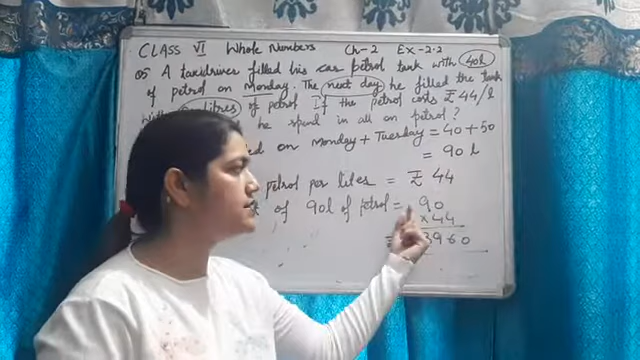 CLASS VI Whole Numbers Ch-2 Ex-2.2
Q5 A taxidriver filled his car petrol tank with 40l
of petrol on monday. The next day he filled the tank
litres of petrol If the petrol costs ₹44/l
he spend in all on petrol?
on monday + Tuesday = 40+50
= 90 l
petrol per liter = ₹ 44
of 90l of petrol = 90
×44
3960